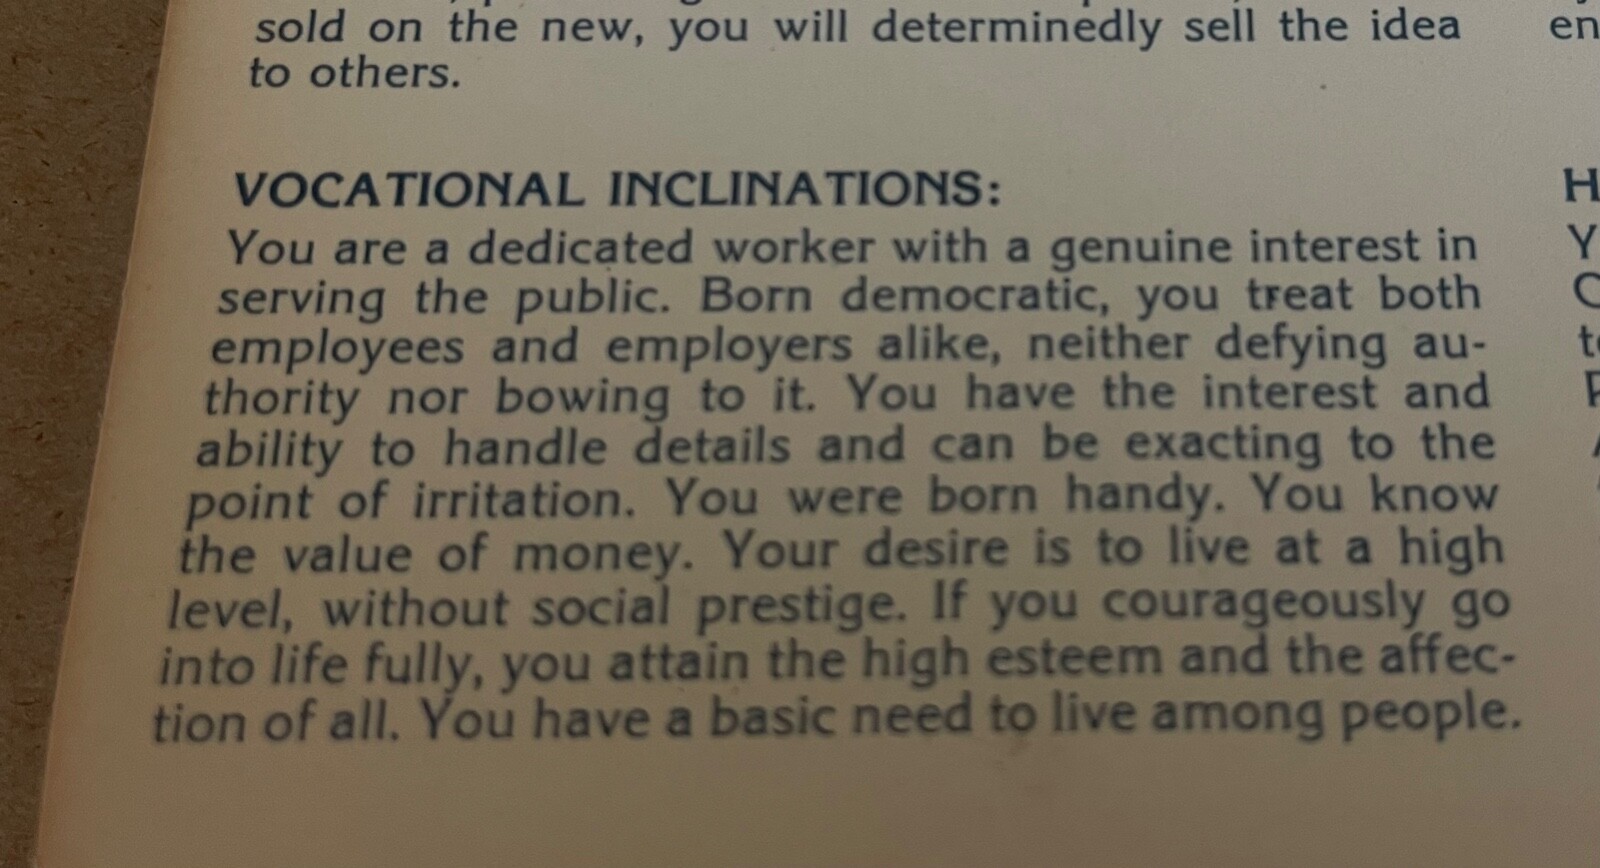 sold on the new, you will determinedly sell the idea
to others.
VOCATIONAL INCLINATIONS:
You are a dedicated worker with a genuine interest in
serving the public. Born democratic, you treat both
employees and employers alike, neither defying au-
thority nor bowing to it. You have the interest and
ability to handle details and can be exacting to the
point of irritation. You were born handy. You know
the value of money. Your desire is to live at a high
level, without social prestige. If you courageously go
into life fully, you attain the high esteem and the affec-
tion of all. You have a basic need to live among people.